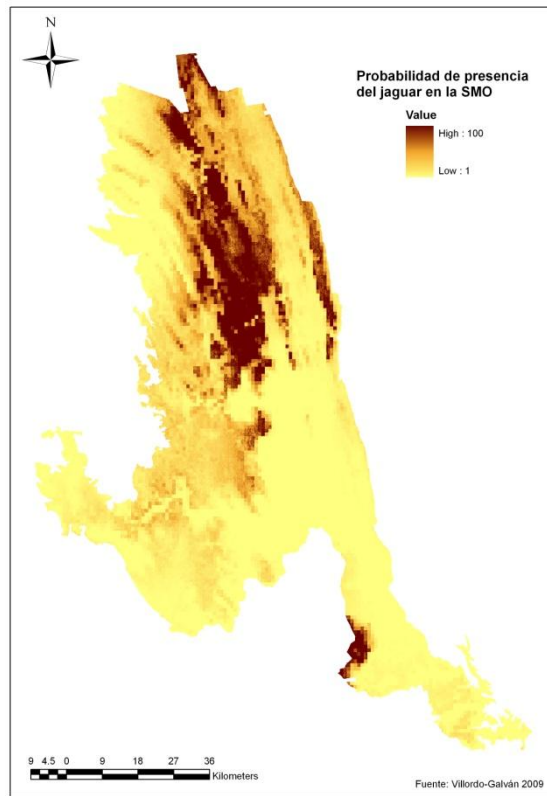 N
Probabilidad de presencia
del jaguar en la SMO
Value
High : 100
Low : 1
9 4.5 0 9 18 27 36
Kilometers
Fuente: Villordo-Galván 2009